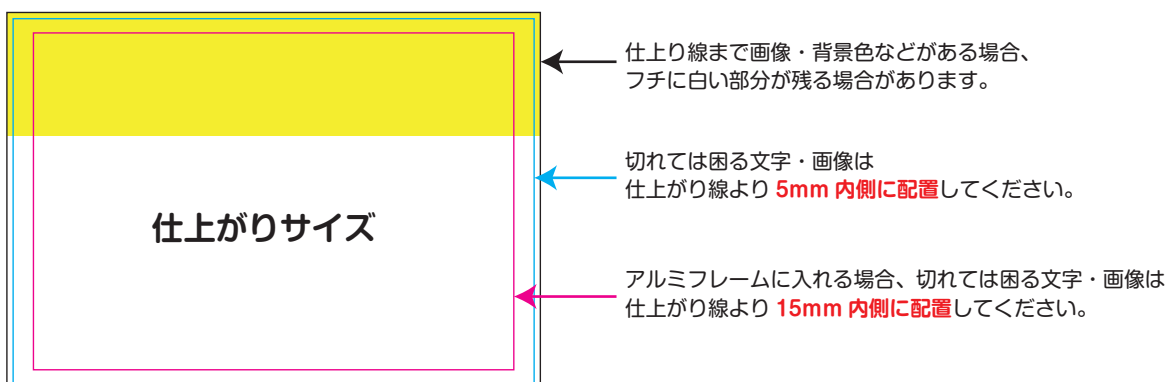 仕上り線まで画像・背景色などがある場合、
フチに白い部分が残る場合があります。
切れては困る文字・画像は
仕上がり線より 5mm 内側に配置してください。
仕上がりサイズ
アルミフレームに入れる場合、切れては困る文字・画像は
仕上がり線より 15mm 内側に配置してください。